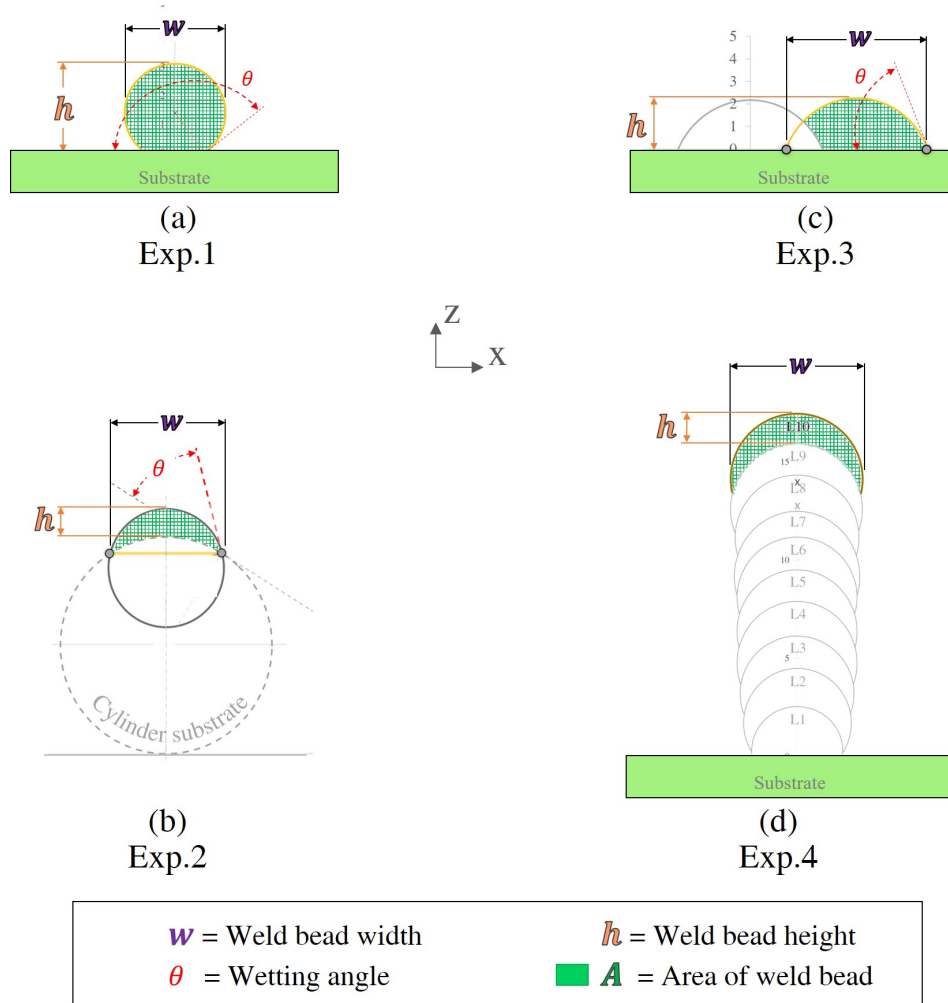 w
θ
h
Substrate
(a)
Exp.1
5
4
3
2
1
0
w
θ
h
Substrate
(c)
Exp.3
Z
X
w
θ
h
Cylinder substrate
(b)
Exp.2
w
h
L10
L9
15
x
L8
x
L7
L6
10
L5
L4
L3
5
L2
L1
Substrate
(d)
Exp.4
w = Weld bead width
h = Weld bead height
θ = Wetting angle
A = Area of weld bead